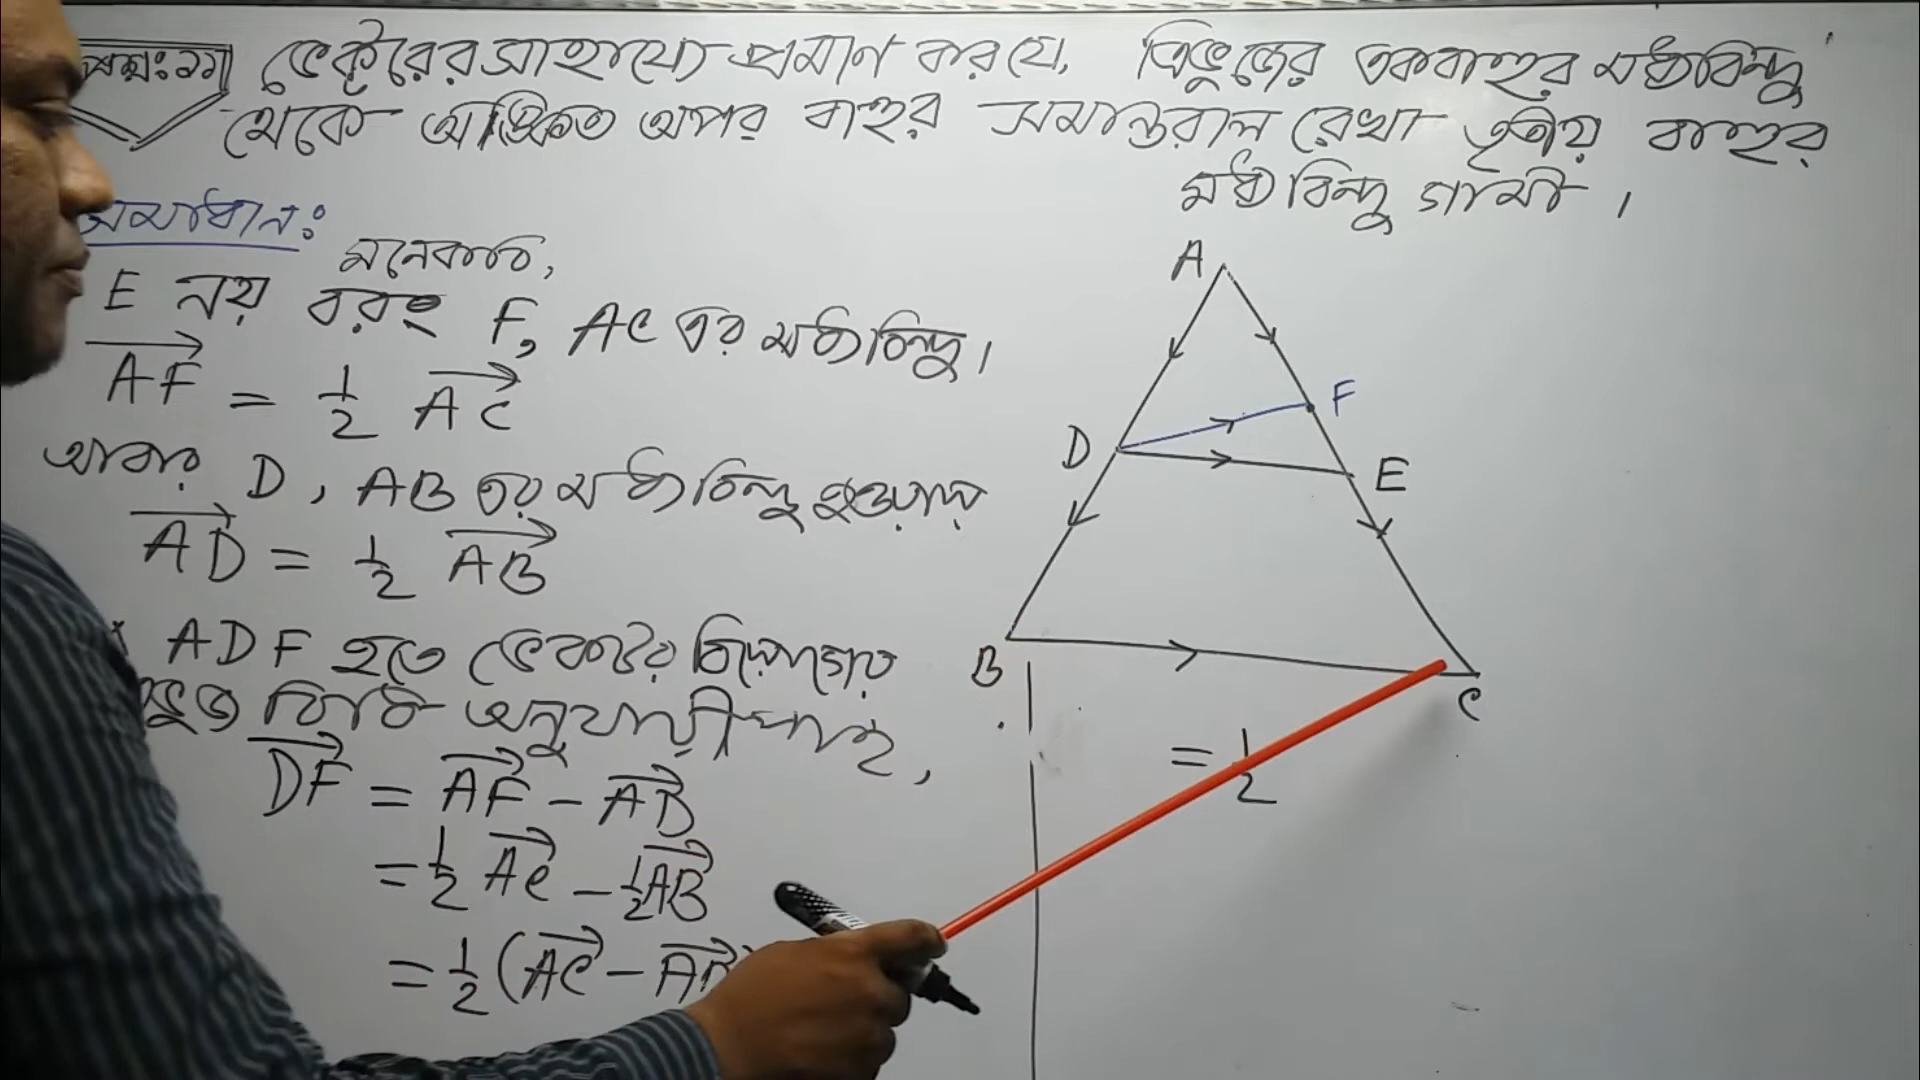 প্রশ্ন: ২১ ভেক্টরের সাহায্যে প্রমাণ কর যে, ত্রিভুজের একবাহুর মধ্যবিন্দু
থেকে অঙ্কিত অপর বাহুর সমান্তরাল রেখা তৃতীয় বাহুর
মধ্যবিন্দু গামী।
সমাধান:
মনেকরি,
E নয় বরং F, AC এর মধ্যবিন্দু।
AF = 1/2 AC
আবার D, AB এর মধ্যবিন্দু হওয়ায়
AD = 1/2 AB
ADF হতে ভেক্টর বিয়োগের
বিধি অনুযায়ী পাই,
DF = AF - AD
= 1/2 AC - 1/2 AB
= 1/2 (AC - AB
A
F
D
E
B
C
= 1/2